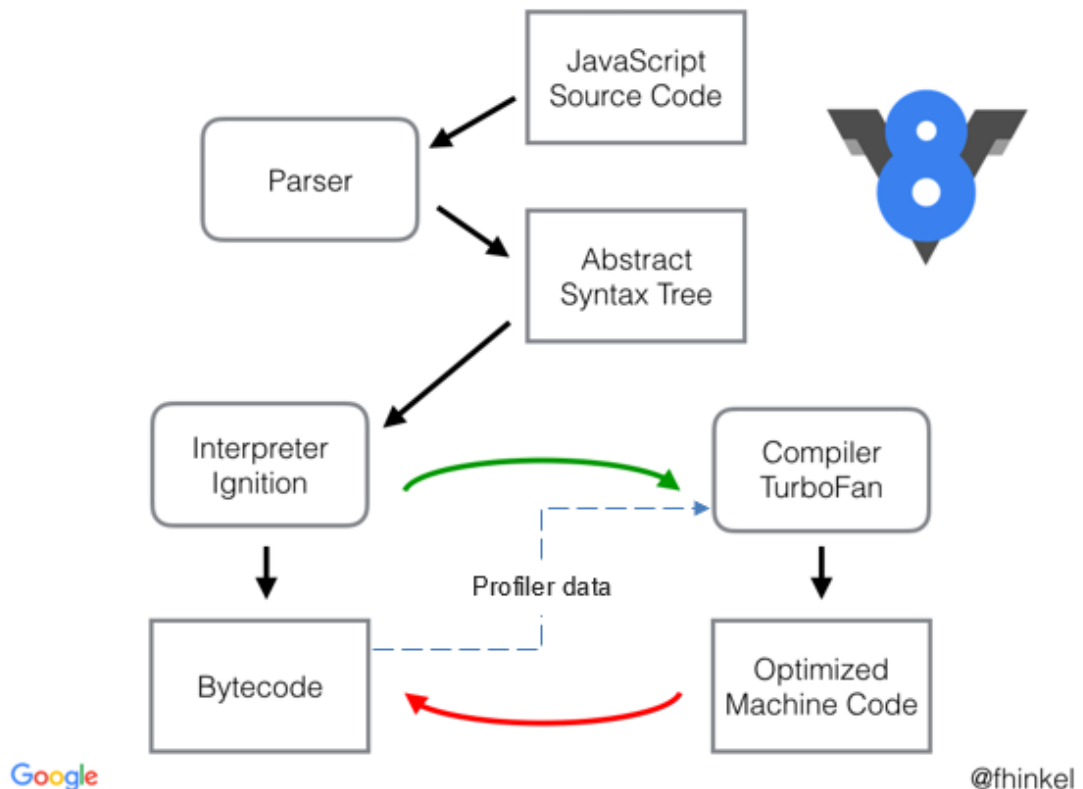 JavaScript
Source Code
Parser
Abstract
Syntax Tree
Interpreter
Ignition
Compiler
TurboFan
Profiler data
Bytecode
Optimized
Machine Code
Google
@fhinkel